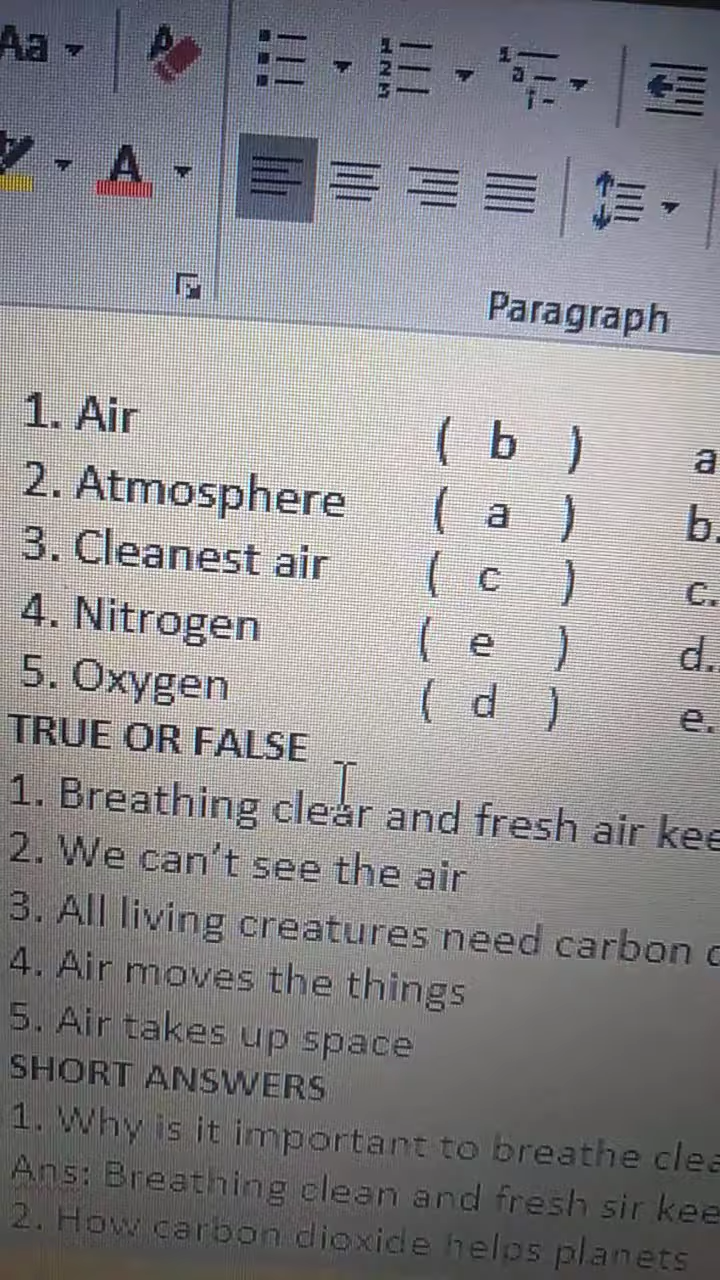 Aa
A
Paragraph
1. Air ( b ) a
2. Atmosphere ( a ) b.
3. Cleanest air ( c ) c.
4. Nitrogen ( e ) d.
5. Oxygen ( d ) e.
TRUE OR FALSE
1. Breathing clear and fresh air kee
2. We can't see the air
3. All living creatures need carbon
4. Air moves the things
5. Air takes up space
SHORT ANSWERS
1. Why is it important to breathe clea
Ans: Breathing clean and fresh sir kee
2. How carbon dioxide helps planets